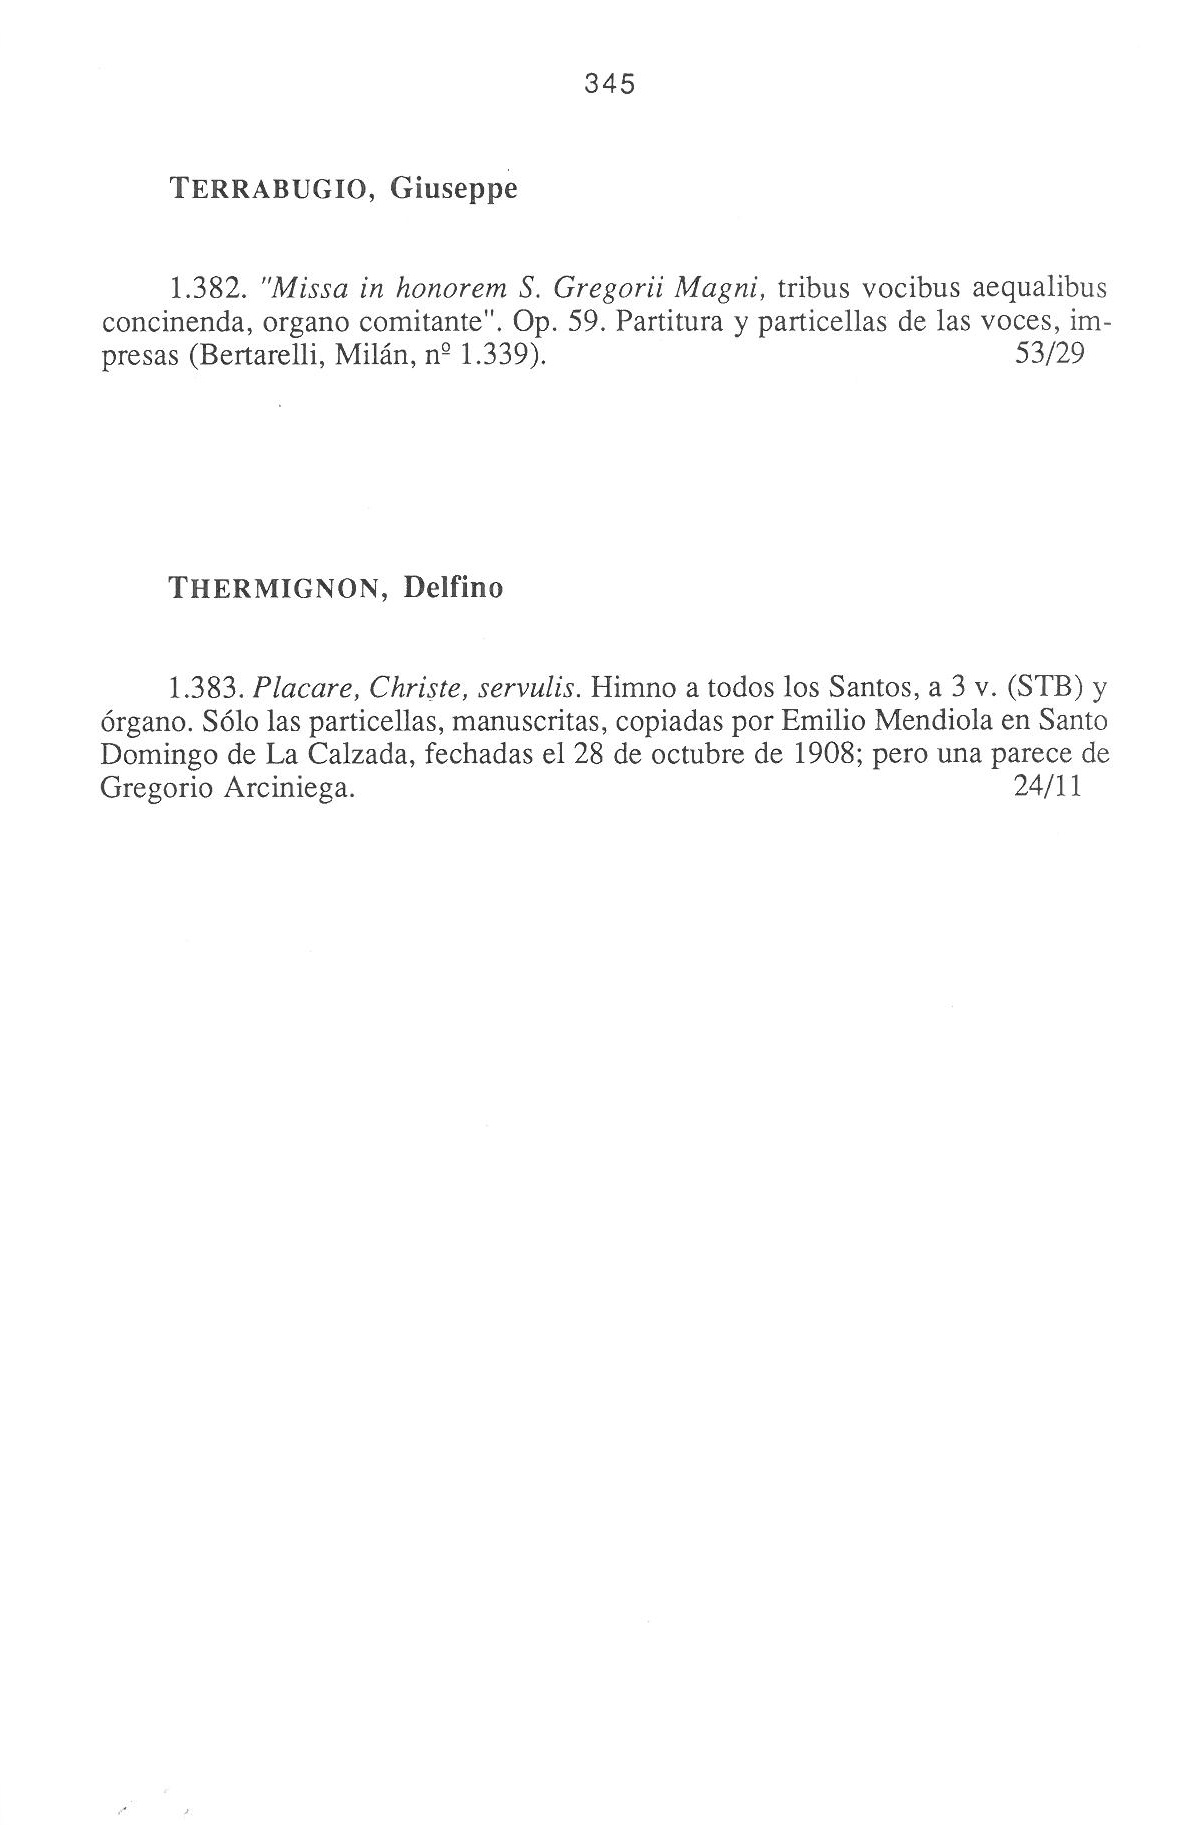 345
TERRABUGIO, Giuseppe
1.382. "Missa in honorem S. Gregorii Magni, tribus vocibus aequalibus
concinenda, organo comitante". Op. 59. Partitura y particellas de las voces, im-
presas (Bertarelli, Milán, nº 1.339). 53/29
THERMIGNON, Delfino
1.383. Placare, Christe, servulis. Himno a todos los Santos, a 3 v. (STB) y
órgano. Sólo las particellas, manuscritas, copiadas por Emilio Mendiola en Santo
Domingo de La Calzada, fechadas el 28 de octubre de 1908; pero una parece de
Gregorio Arciniega. 24/11